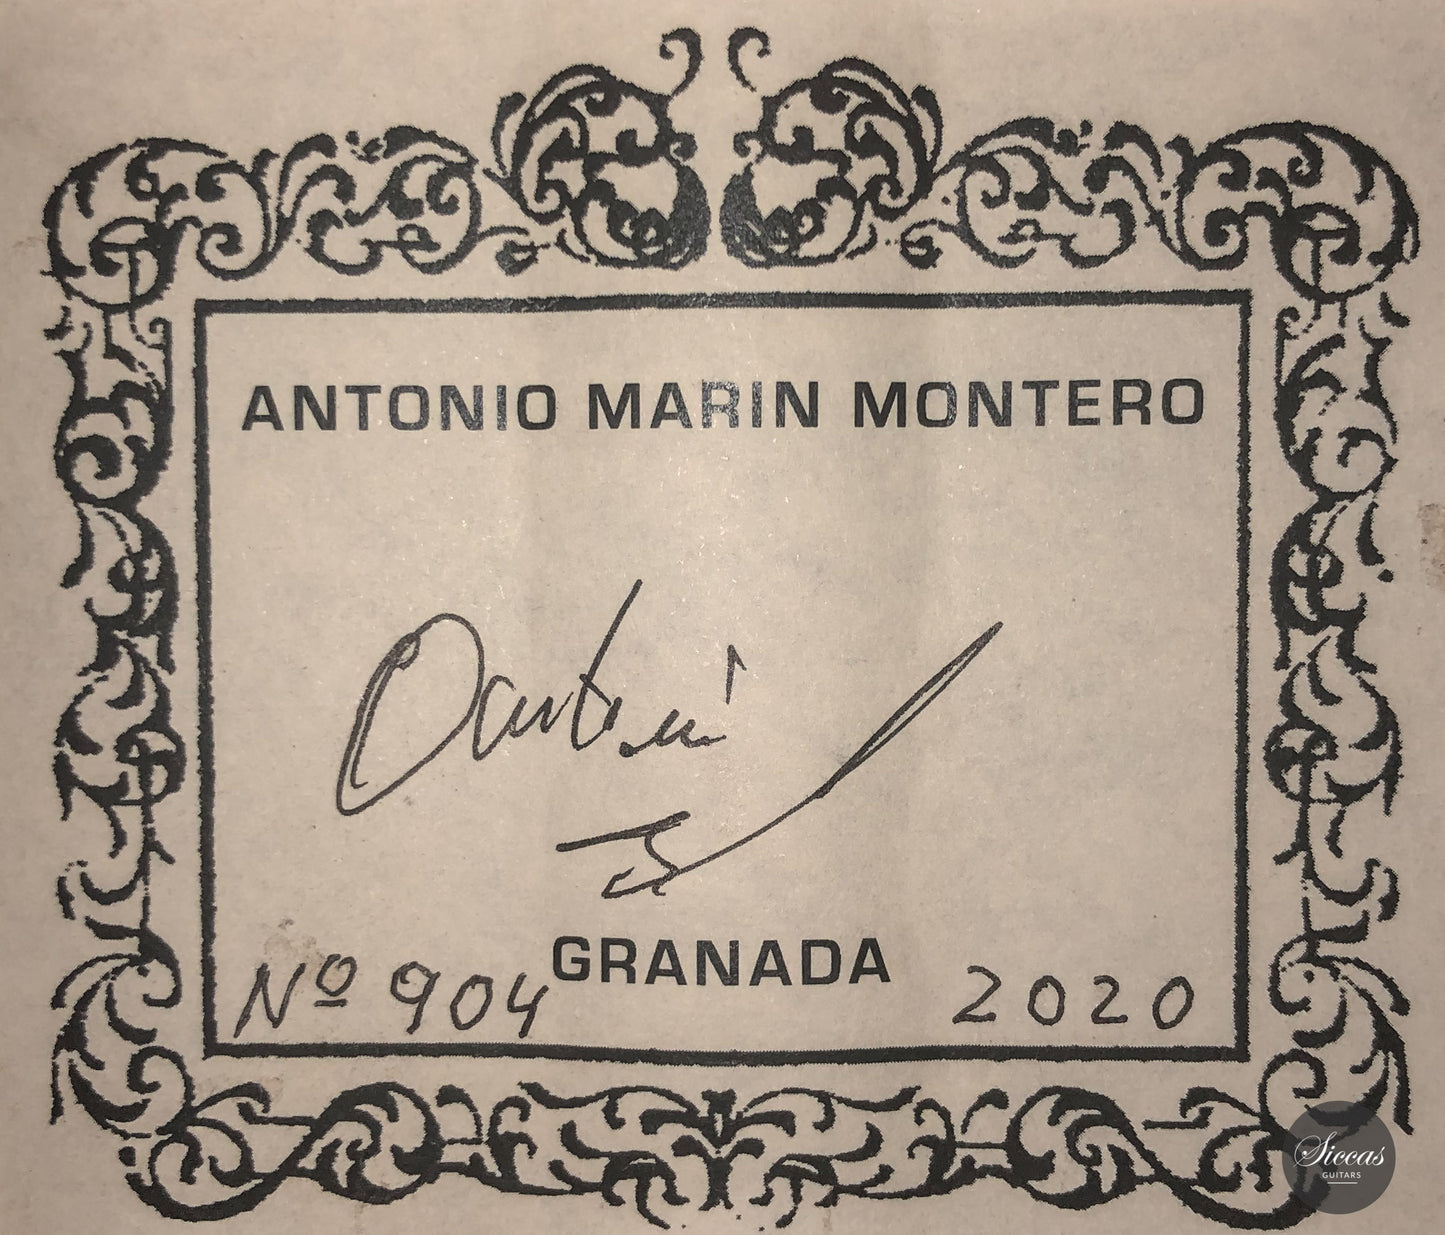 ANTONIO MARIN MONTERO
GRANADA
Nº 904
2020
Siccas
GUITARS